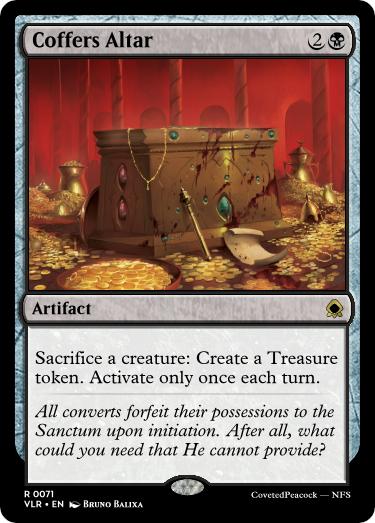 Coffers Altar 2
Artifact
Sacrifice a creature: Create a Treasure
token. Activate only once each turn.
All converts forfeit their possessions to the
Sanctum upon initiation. After all, what
could you need that He cannot provide?
R 0071
VLR • EN Bruno Balixa
CovetedPeacock — NFS